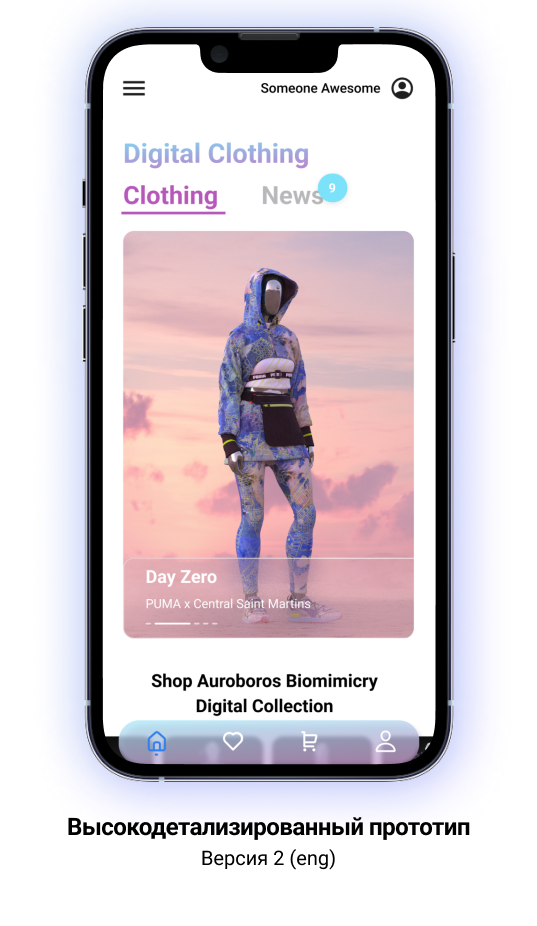 Someone Awesome
Digital Clothing
Clothing
News
9
Day Zero
PUMA x Central Saint Martins
Shop Auroboros Biomimicry
Digital Collection
Высокодетализированный прототип
Версия 2 (eng)